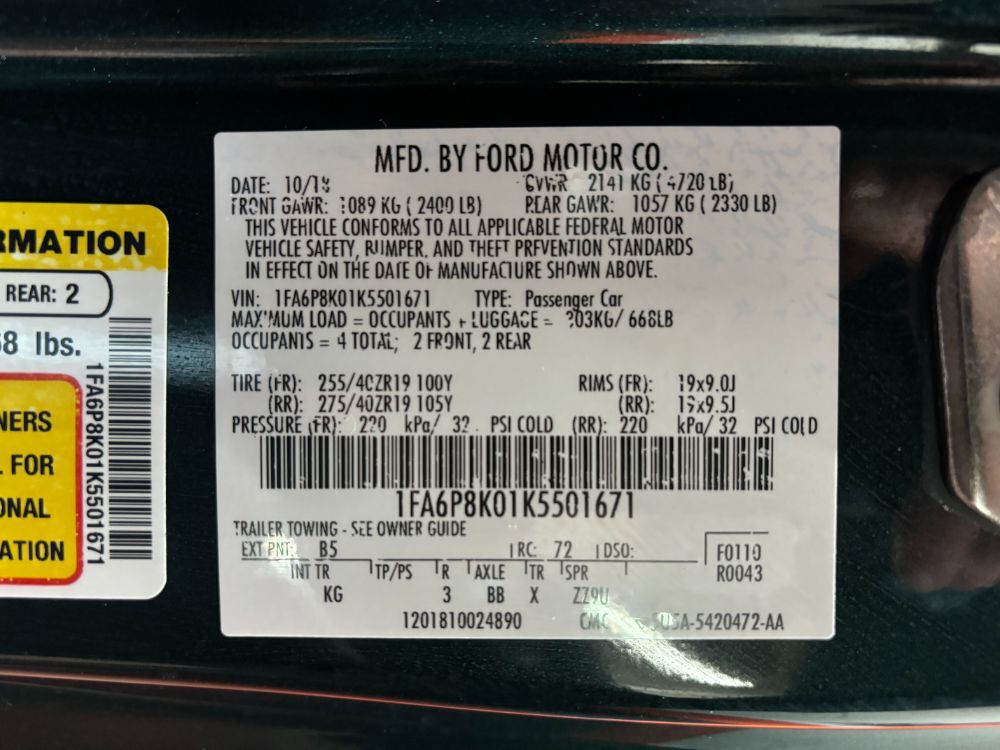 MFD. BY FORD MOTOR CO.
DATE: 10/18 GVWR 2141 KG ( 4720 LB)
FRONT GAWR: 1089 KG ( 2400 LB) REAR GAWR: 1057 KG ( 2330 LB)
THIS VEHICLE CONFORMS TO ALL APPLICABLE FEDERAL MOTOR
VEHICLE SAFETY, BUMPER, AND THEFT PREVENTION STANDARDS
IN EFFECT ON THE DATE OF MANUFACTURE SHOWN ABOVE.
VIN: 1FA6P8K01K5501671 TYPE: Passenger Car
MAXIMUM LOAD = OCCUPANTS + LUGGAGE = 303KG/ 668LB
OCCUPANTS = 4 TOTAL; 2 FRONT, 2 REAR
TIRE (FR): 255/40ZR19 100Y RIMS (FR): 19x9.0J
(RR): 275/40ZR19 105Y (RR): 19x9.5J
PRESSURE (FR): 220 kPa/ 32 PSI COLD (RR): 220 kPa/ 32 PSI COLD
1FA6P8K01K5501671
TRAILER TOWING - SEE OWNER GUIDE
EXT PNT: B5 RC: 72 DSO: F0110
INT TR TP/PS R AXLE TR SPR R0043
KG 3 BB X ZZ9U
1201810024890 5U5A-5420472-AA
RMATION
REAR: 2
68 lbs.
NERS
L FOR
ONAL
ATION
1FA6P8K01K5501671